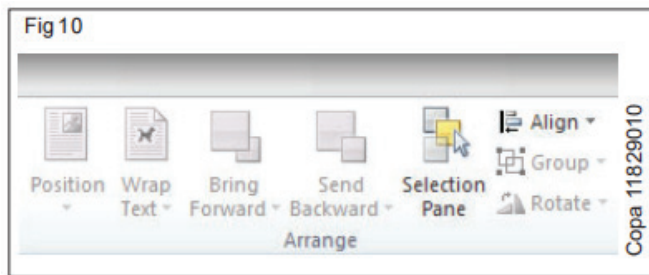 Fig 10
Position
Wrap
Text
Bring
Forward
Send
Backward
Selection
Pane
Align
Group
Rotate
Arrange
Copa 11829010